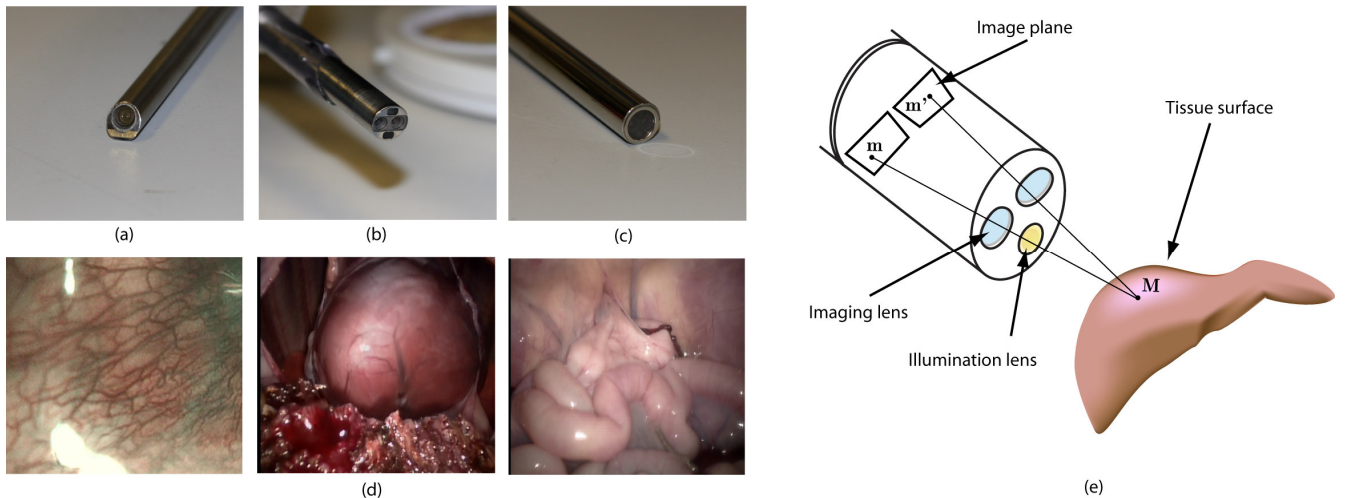 (a)
(b)
(c)
(d)
Image plane
m'
m
Tissue surface
M
Imaging lens
Illumination lens
(e)